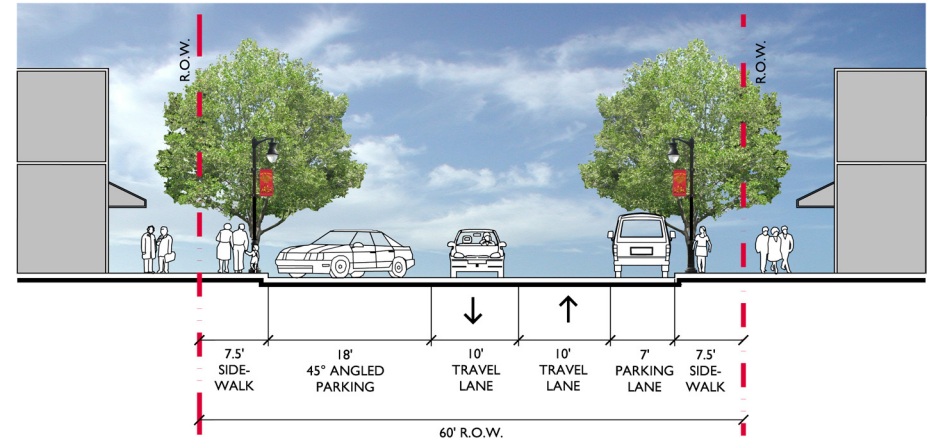 R.O.W.
R.O.W.
7.5'
SIDE-
WALK
18'
45° ANGLED
PARKING
10'
TRAVEL
LANE
10'
TRAVEL
LANE
7'
PARKING
LANE
7.5'
SIDE-
WALK
60' R.O.W.